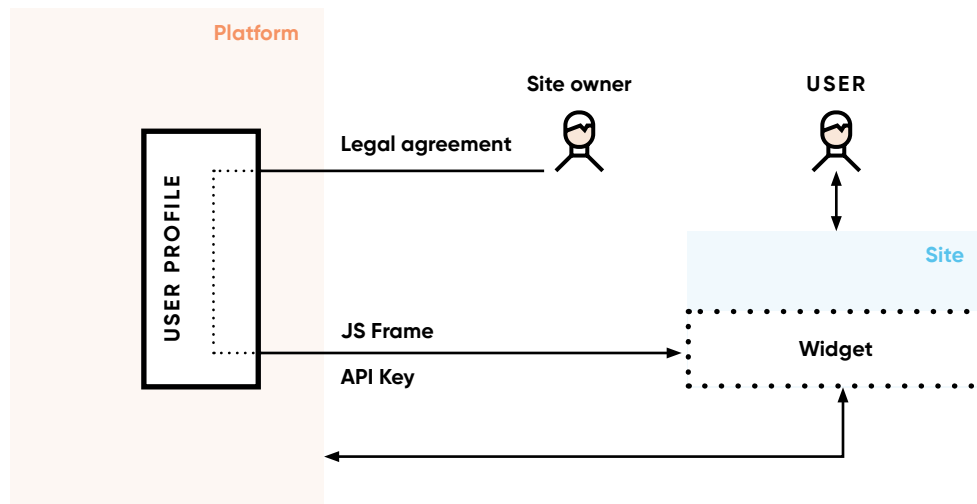 Platform
Site owner
USER
Legal agreement
USER PROFILE
Site
JS Frame
Widget
API Key